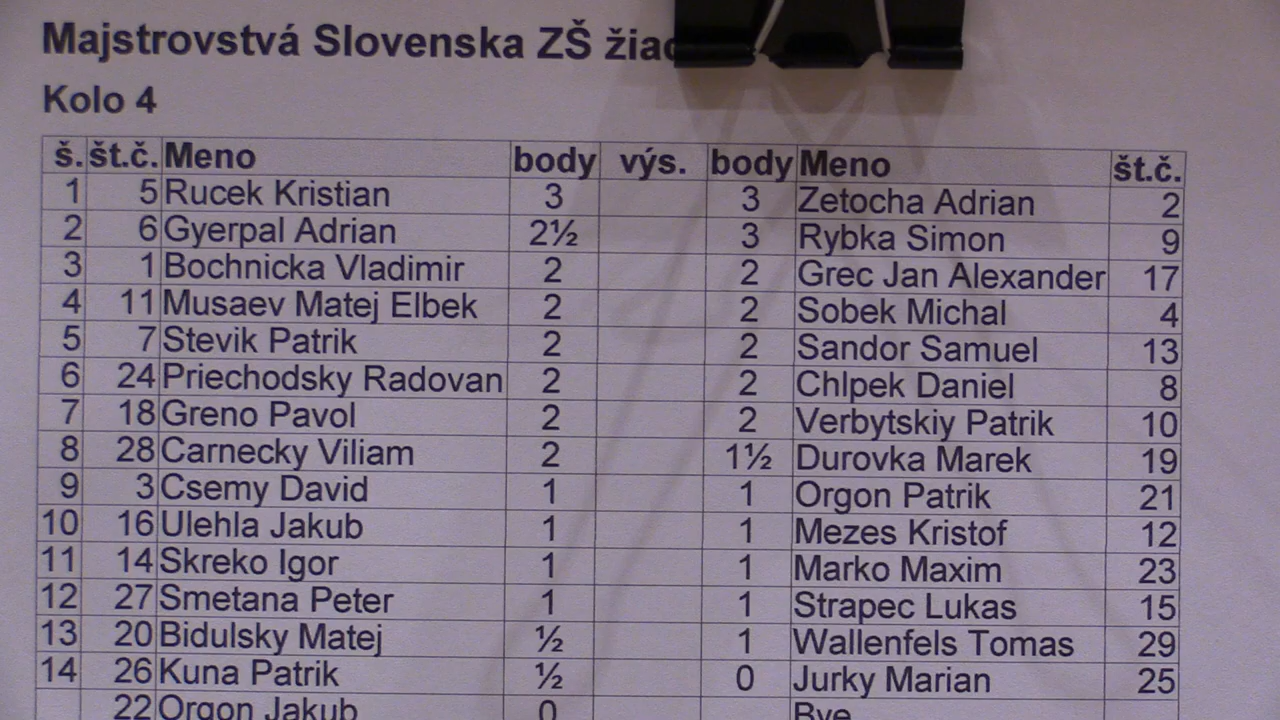 Majstrovstvá Slovenska ZŠ žiac
Kolo 4
š. št.č. Meno body výs. body Meno št.č.
1 5 Rucek Kristian 3 3 Zetocha Adrian 2
2 6 Gyerpal Adrian 2½ 3 Rybka Simon 9
3 1 Bochnicka Vladimir 2 2 Grec Jan Alexander 17
4 11 Musaev Matej Elbek 2 2 Sobek Michal 4
5 7 Stevik Patrik 2 2 Sandor Samuel 13
6 24 Priechodsky Radovan 2 2 Chlpek Daniel 8
7 18 Greno Pavol 2 2 Verbytskiy Patrik 10
8 28 Carnecky Viliam 2 1½ Durovka Marek 19
9 3 Csemy David 1 1 Orgon Patrik 21
10 16 Ulehla Jakub 1 1 Mezes Kristof 12
11 14 Skreko Igor 1 1 Marko Maxim 23
12 27 Smetana Peter 1 1 Strapec Lukas 15
13 20 Bidulsky Matej ½ 1 Wallenfels Tomas 29
14 26 Kuna Patrik ½ 0 Jurky Marian 25
22 Orgon Jakub 0 Bye